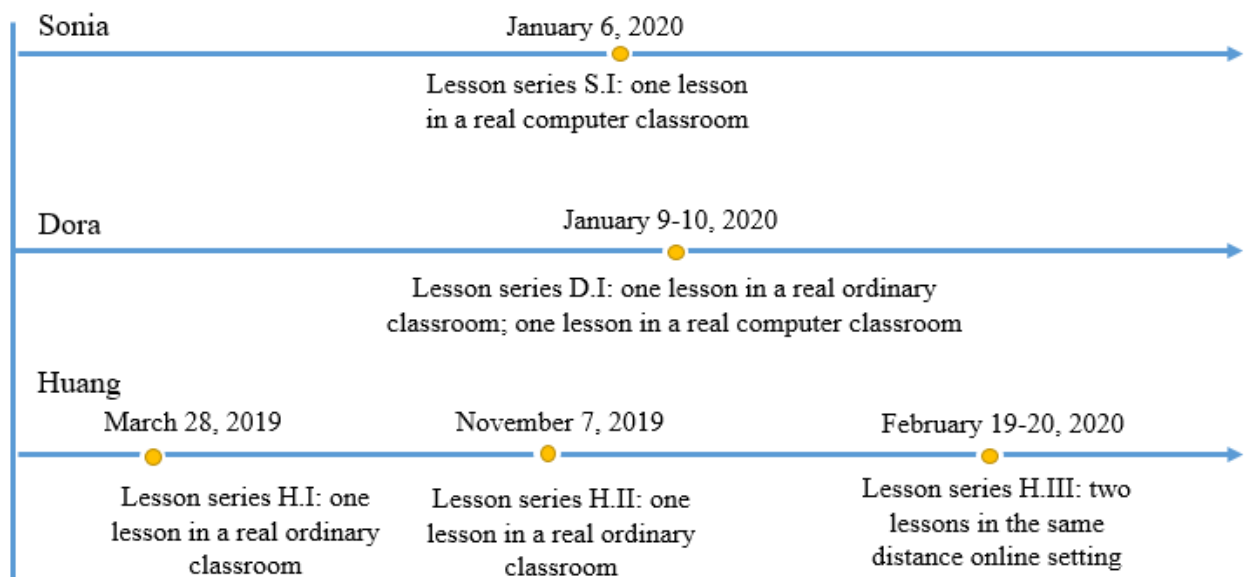 Sonia
January 6, 2020
Lesson series S.I: one lesson
in a real computer classroom
Dora
January 9-10, 2020
Lesson series D.I: one lesson in a real ordinary
classroom; one lesson in a real computer classroom
Huang
March 28, 2019
November 7, 2019
February 19-20, 2020
Lesson series H.I: one
lesson in a real ordinary
classroom
Lesson series H.II: one
lesson in a real ordinary
classroom
Lesson series H.III: two
lessons in the same
distance online setting